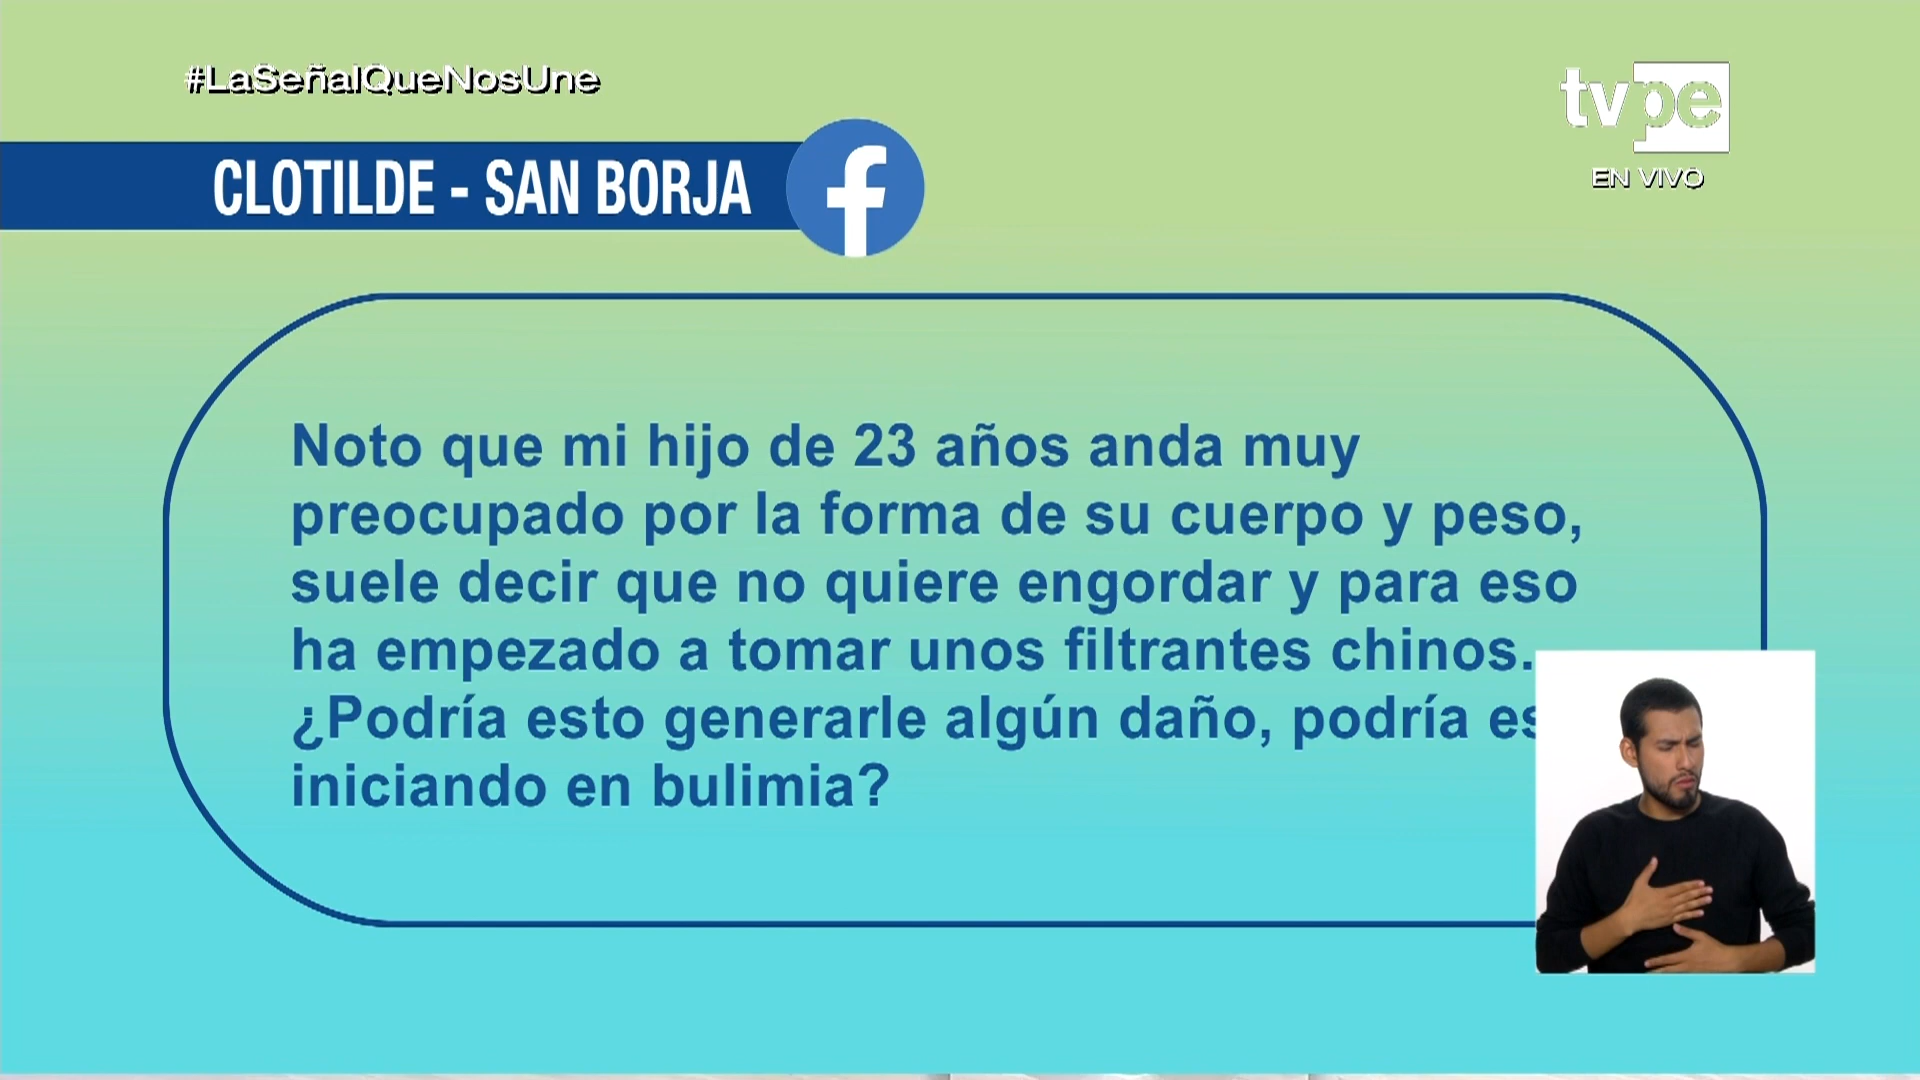 #LaSeñalQueNosUne
tvpe
EN VIVO
CLOTILDE - SAN BORJA
Noto que mi hijo de 23 años anda muy
preocupado por la forma de su cuerpo y peso,
suele decir que no quiere engordar y para eso
ha empezado a tomar unos filtrantes chinos.
¿Podría esto generarle algún daño, podría
iniciando en bulimia?